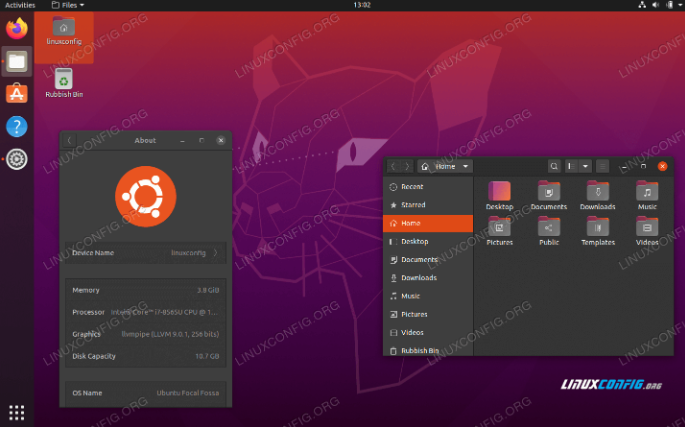 Activities
Files
13:02
linuxconfig
Rubbish Bin
About
Device Name linuxconfig
Memory 3.8 GiB
Processor Intel® Core™ i7-8565U CPU @ 1…
Graphics llvmpipe (LLVM 9.0.1, 256 bits)
Disk Capacity 10.7 GB
OS Name Ubuntu Focal Fossa
Home
Recent
Starred
Home
Desktop
Documents
Downloads
Music
Pictures
Videos
Rubbish Bin
Desktop Documents Downloads Music
Pictures Public Templates Videos
LINUXCONFIG.ORG
LINUXCONFIG.ORG